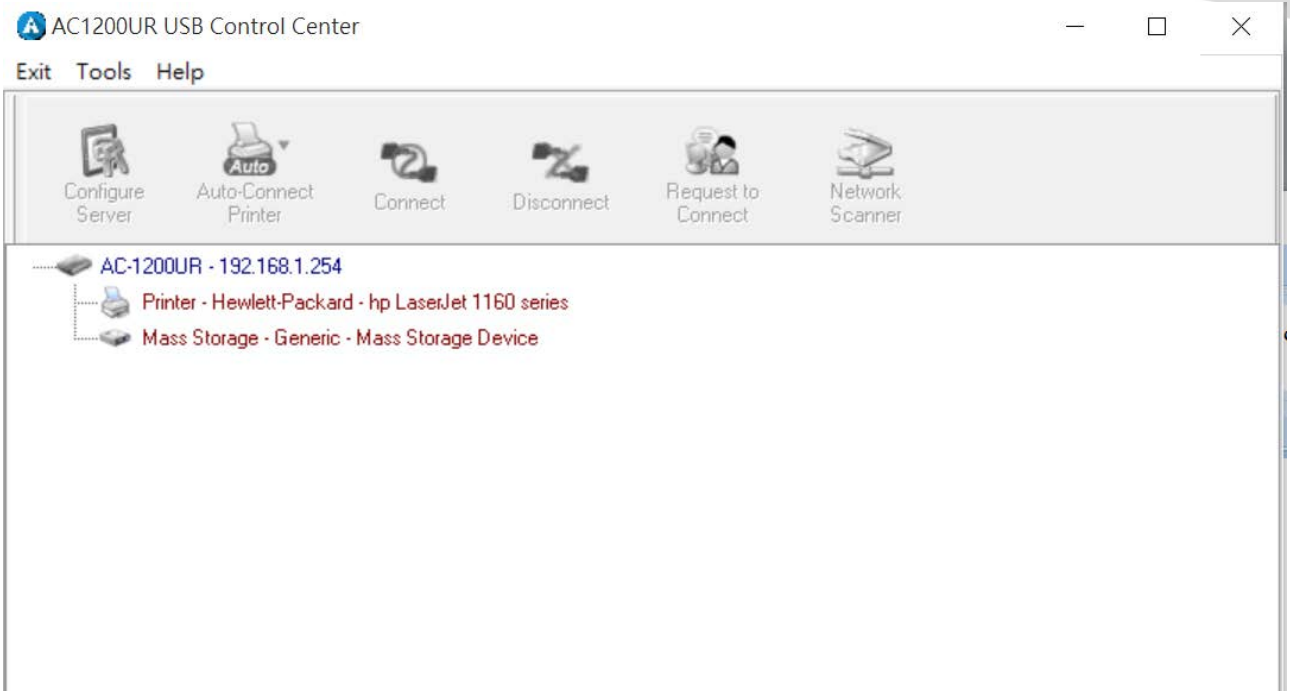 AC1200UR USB Control Center
Exit Tools Help
Configure Server
Auto-Connect Printer
Connect
Disconnect
Request to Connect
Network Scanner
Auto
AC-1200UR - 192.168.1.254
Printer - Hewlett-Packard - hp LaserJet 1160 series
Mass Storage - Generic - Mass Storage Device